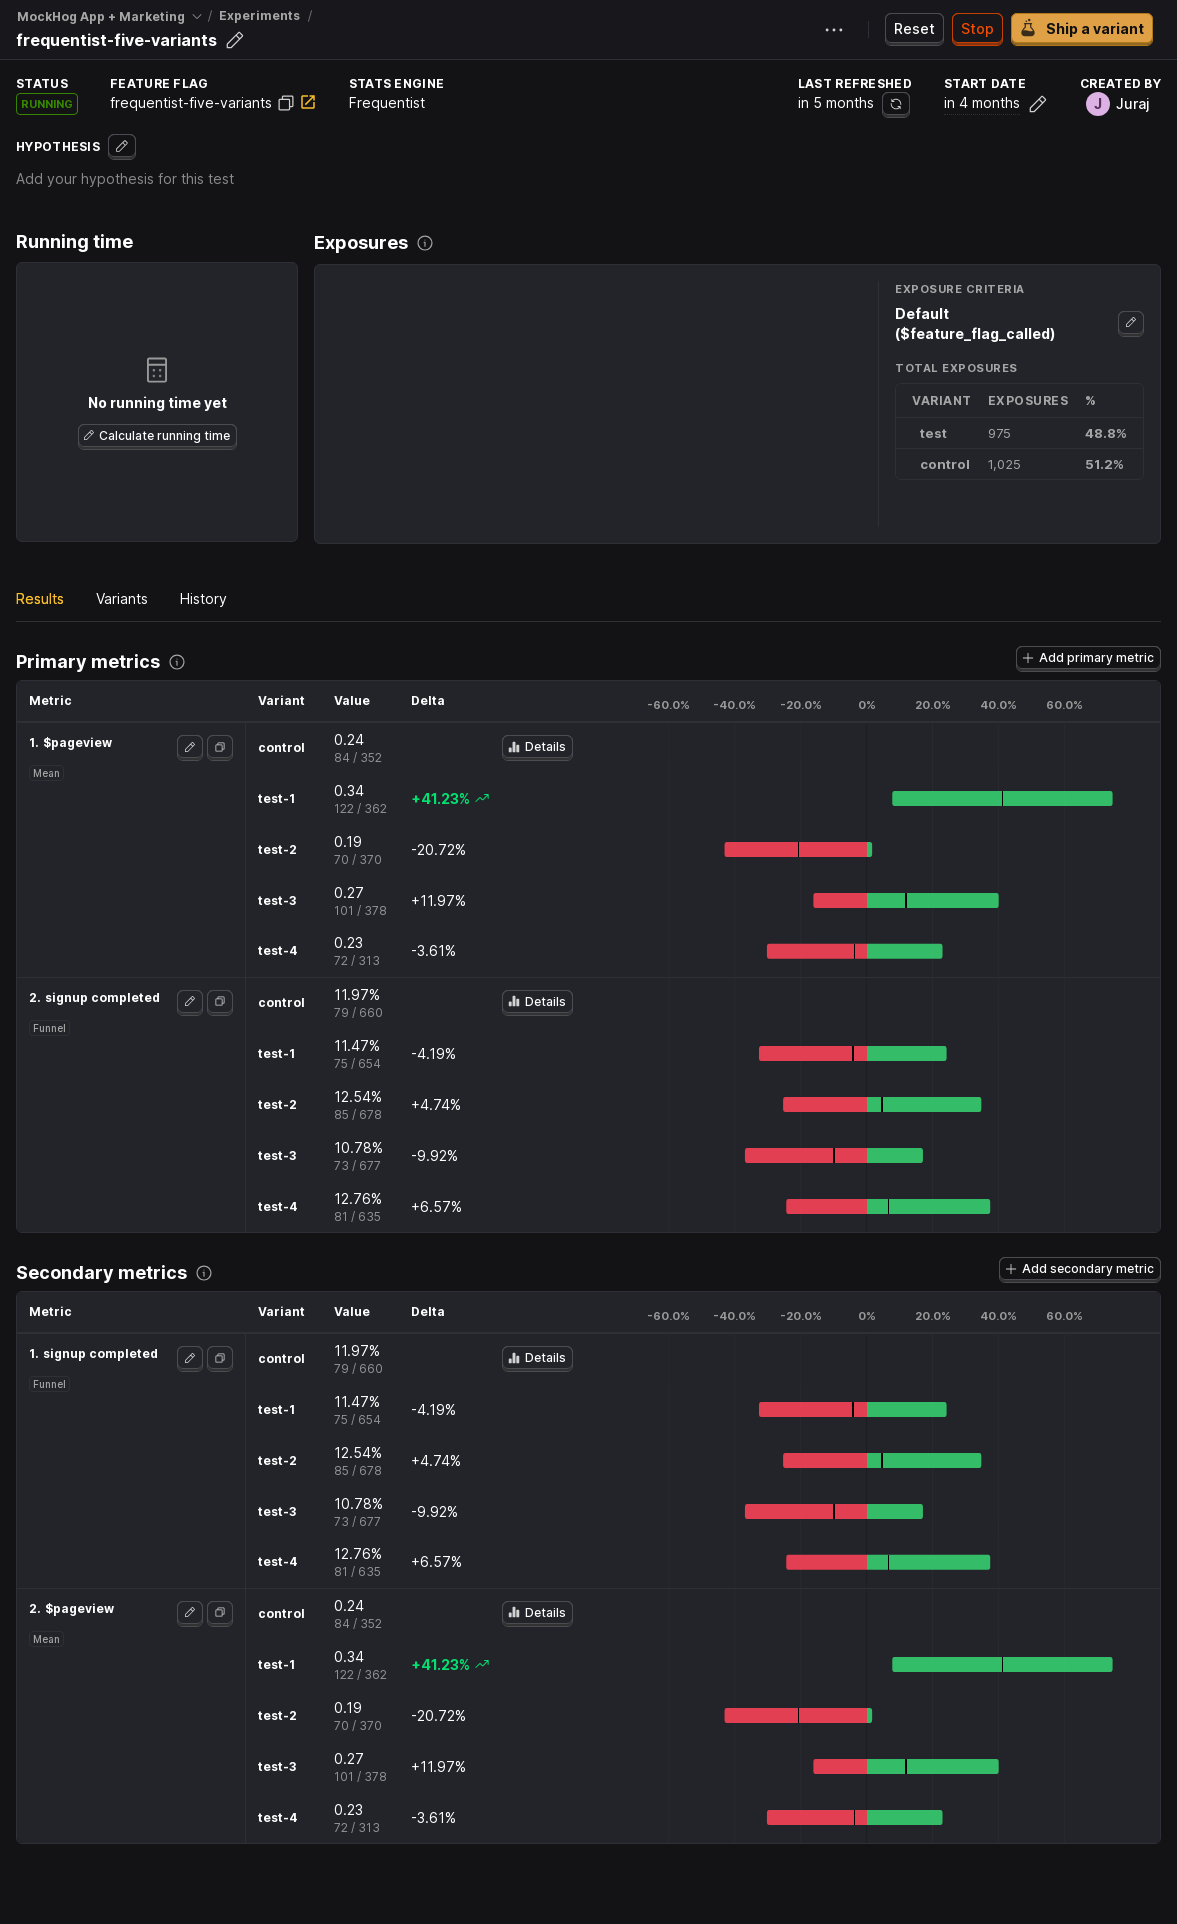 MockHog App + Marketing / Experiments /
frequentist-five-variants
Reset
Stop
Ship a variant
STATUS
RUNNING
FEATURE FLAG
frequentist-five-variants
STATS ENGINE
Frequentist
LAST REFRESHED
in 5 months
START DATE
in 4 months
CREATED BY
J Juraj
HYPOTHESIS
Add your hypothesis for this test
Running time
No running time yet
Calculate running time
Exposures
EXPOSURE CRITERIA
Default
($feature_flag_called)
TOTAL EXPOSURES
VARIANT EXPOSURES %
test 975 48.8%
control 1,025 51.2%
Results Variants History
Primary metrics
Add primary metric
Metric Variant Value Delta -60.0% -40.0% -20.0% 0% 20.0% 40.0% 60.0%
1. $pageview
Mean
control 0.24 Details
84 / 352
test-1 0.34 +41.23%
122 / 362
test-2 0.19 -20.72%
70 / 370
test-3 0.27 +11.97%
101 / 378
test-4 0.23 -3.61%
72 / 313
2. signup completed
Funnel
control 11.97% Details
79 / 660
test-1 11.47% -4.19%
75 / 654
test-2 12.54% +4.74%
85 / 678
test-3 10.78% -9.92%
73 / 677
test-4 12.76% +6.57%
81 / 635
Secondary metrics
Add secondary metric
Metric Variant Value Delta -60.0% -40.0% -20.0% 0% 20.0% 40.0% 60.0%
1. signup completed
Funnel
control 11.97% Details
79 / 660
test-1 11.47% -4.19%
75 / 654
test-2 12.54% +4.74%
85 / 678
test-3 10.78% -9.92%
73 / 677
test-4 12.76% +6.57%
81 / 635
2. $pageview
Mean
control 0.24 Details
84 / 352
test-1 0.34 +41.23%
122 / 362
test-2 0.19 -20.72%
70 / 370
test-3 0.27 +11.97%
101 / 378
test-4 0.23 -3.61%
72 / 313